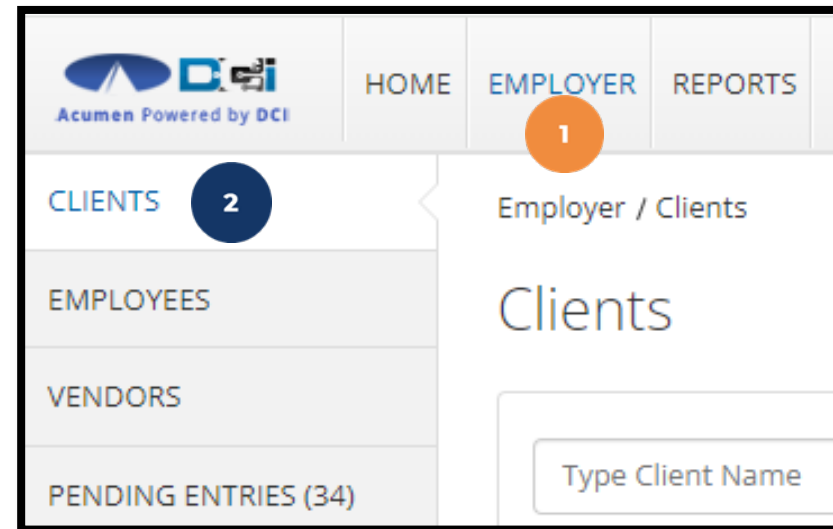 DCi
Acumen Powered by DCI
HOME EMPLOYER REPORTS
1
CLIENTS 2
Employer / Clients
EMPLOYEES
Clients
VENDORS
Type Client Name
PENDING ENTRIES (34)